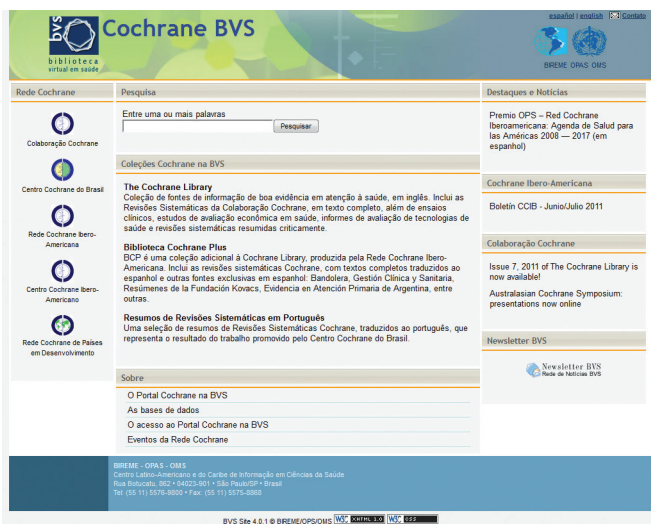 bvs
biblioteca
virtual em saúde
Cochrane BVS
español | english Contato
BIREME OPAS OMS
Rede Cochrane
Colaboração Cochrane
Centro Cochrane do Brasil
Rede Cochrane Ibero-
Americana
Centro Cochrane Ibero-
Americano
Rede Cochrane de Países
em Desenvolvimento
Pesquisa
Entre uma ou mais palavras
Pesquisar
Coleções Cochrane na BVS
The Cochrane Library
Coleção de fontes de informação de boa evidência em atenção à saúde, em inglês. Inclui as
Revisões Sistemáticas da Colaboração Cochrane, em texto completo, além de ensaios
clínicos, estudos de avaliação econômica em saúde, informes de avaliação de tecnologias de
saúde e revisões sistemáticas resumidas criticamente.
Biblioteca Cochrane Plus
BCP é uma coleção adicional à Cochrane Library, produzida pela Rede Cochrane Ibero-
Americana. Inclui as revisões sistemáticas Cochrane, com textos completos traduzidos ao
espanhol e outras fontes exclusivas em espanhol: Bandolera, Gestión Clínica y Sanitaria,
Resúmenes de la Fundación Kovacs, Evidencia en Atención Primaria de Argentina, entre
outras.
Resumos de Revisões Sistemáticas em Português
Uma seleção de resumos de Revisões Sistemáticas Cochrane, traduzidos ao português, que
representa o resultado do trabalho promovido pelo Centro Cochrane do Brasil.
Sobre
O Portal Cochrane na BVS
As bases de dados
O acesso ao Portal Cochrane na BVS
Eventos da Rede Cochrane
Destaques e Notícias
Premio OPS – Red Cochrane
Iberoamericana: Agenda de Salud para
las Américas 2008 — 2017 (em
espanhol)
Cochrane Ibero-Americana
Boletín CCIB - Junio/Julio 2011
Colaboração Cochrane
Issue 7, 2011 of The Cochrane Library is
now available!
Australasian Cochrane Symposium:
presentations now online
Newsletter BVS
Newsletter BVS
Rede de Notícias BVS
BIREME - OPAS - OMS
Centro Latino-Americano e do Caribe de Informação em Ciências da Saúde
Rua Botucatu, 862 • 04023-901 • São Paulo/SP • Brasil
Tel: (55 11) 5576-9800 • Fax: (55 11) 5575-8868
BVS Site 4.0.1 © BIREME/OPS/OMS W3C XHTML 1.0 W3C CSS